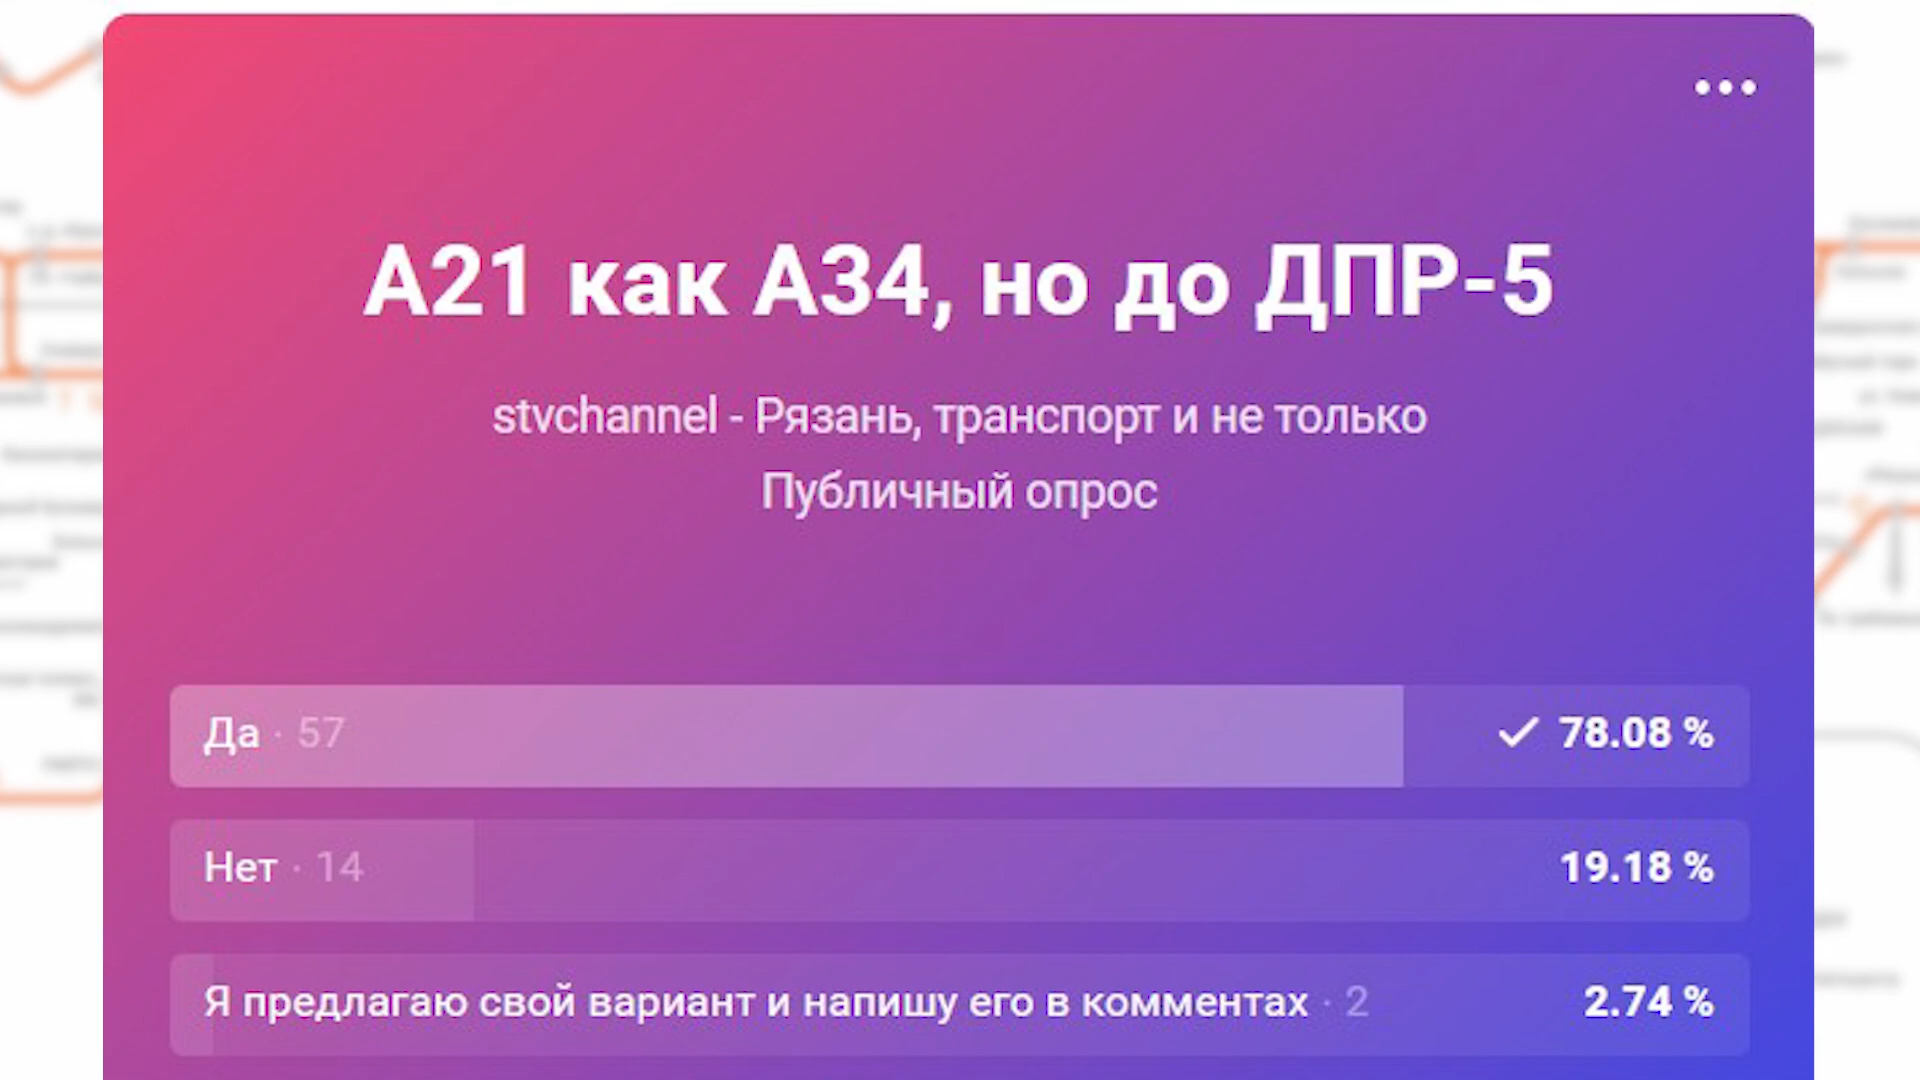 А21 как А34, но до ДПР-5
stvchannel - Рязань, транспорт и не только
Публичный опрос
Да · 57
78.08 %
Нет · 14
19.18 %
Я предлагаю свой вариант и напишу его в комментах · 2
2.74 %